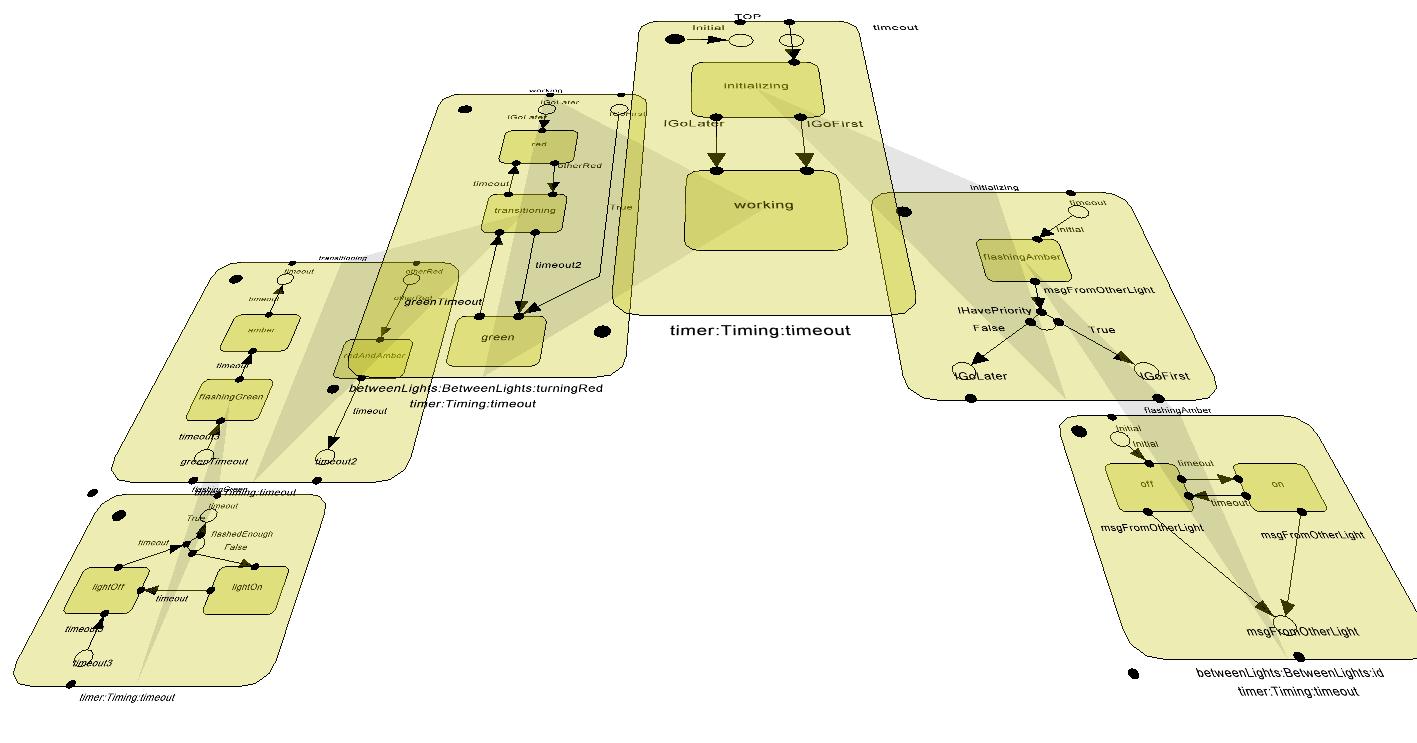 TOP
Initial
timeout
initializing
IGoLater
IGoFirst
working
timer:Timing:timeout
working
IGoLater
IGoFirst
IGoLater
red
otherRed
timeout
transitioning
True
timeout2
greenTimeout
green
betweenLights:BetweenLights:turningRed
timer:Timing:timeout
transitioning
timeout
otherRed
timeout
otherRed
amber
redAndAmber
timeout
flashingGreen
timeout
timeout3
greenTimeout
timeout2
timer:Timing:timeout
flashingGreen
timeout
True
flashedEnough
timeout
False
lightOff
lightOn
timeout
timeout3
timeout3
timer:Timing:timeout
initializing
timeout
Initial
flashingAmber
msgFromOtherLight
IHavePriority
False
True
IGoLater
IGoFirst
flashingAmber
Initial
Initial
timeout
off
on
timeout
msgFromOtherLight
msgFromOtherLight
msgFromOtherLight
betweenLights:BetweenLights:id
timer:Timing:timeout